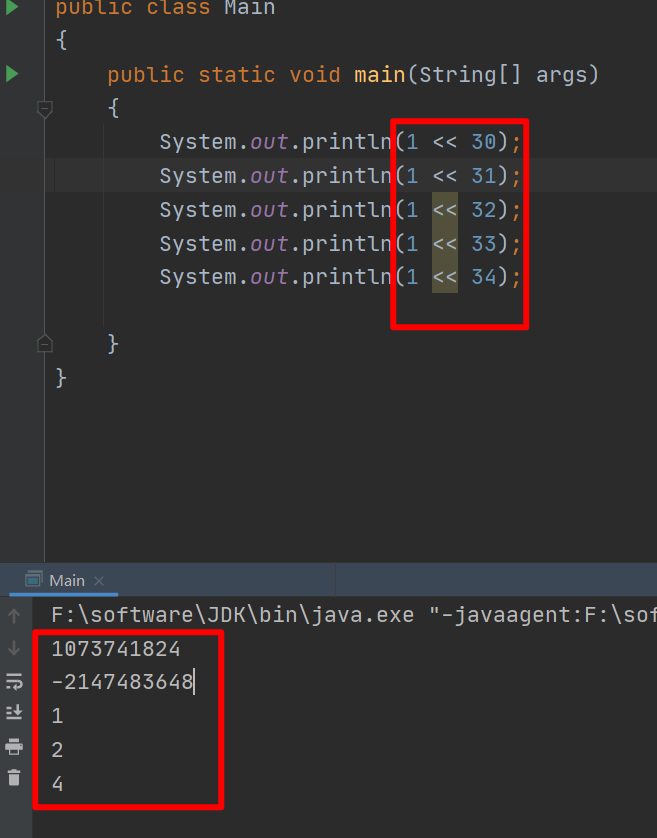 public class Main
{
public static void main(String[] args)
{
System.out.println(1 << 30);
System.out.println(1 << 31);
System.out.println(1 << 32);
System.out.println(1 << 33);
System.out.println(1 << 34);
}
}
Main
F:\software\JDK\bin\java.exe "-javaagent:F:\sof
1073741824
-2147483648
1
2
4